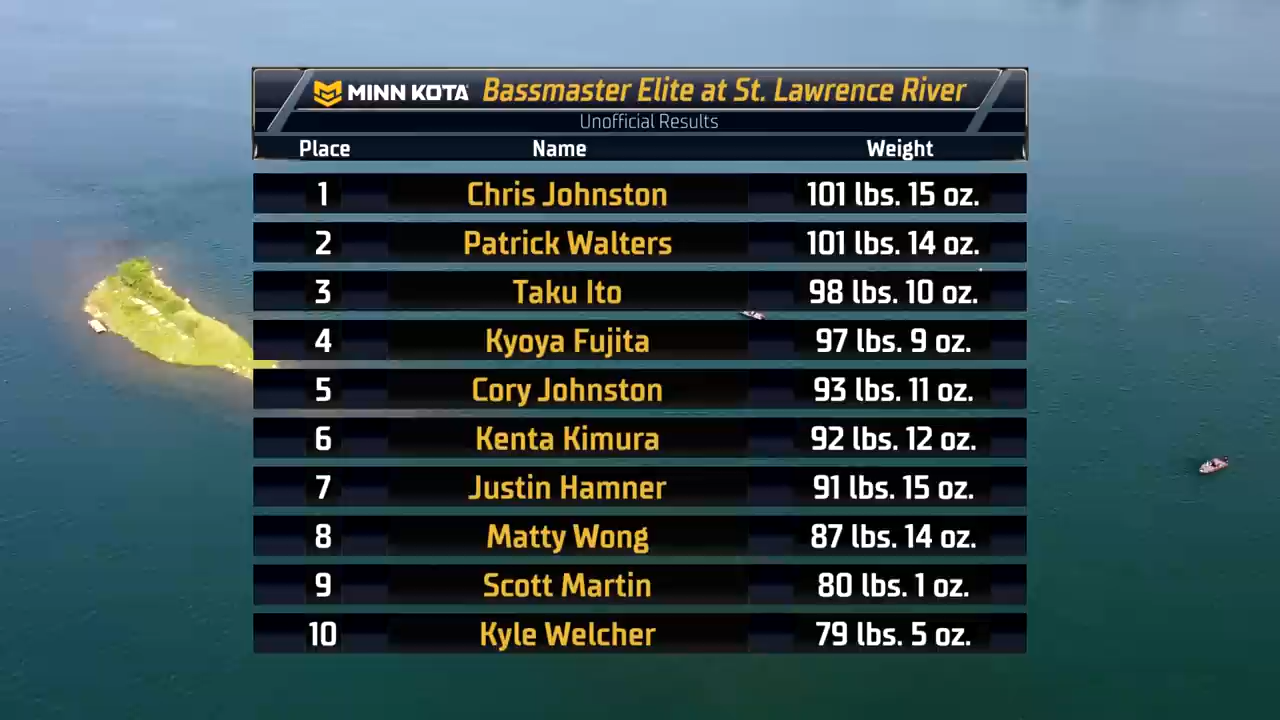 MINN KOTA Bassmaster Elite at St. Lawrence River
Unofficial Results
Place Name Weight
1 Chris Johnston 101 lbs. 15 oz.
2 Patrick Walters 101 lbs. 14 oz.
3 Taku Ito 98 lbs. 10 oz.
4 Kyoya Fujita 97 lbs. 9 oz.
5 Cory Johnston 93 lbs. 11 oz.
6 Kenta Kimura 92 lbs. 12 oz.
7 Justin Hamner 91 lbs. 15 oz.
8 Matty Wong 87 lbs. 14 oz.
9 Scott Martin 80 lbs. 1 oz.
10 Kyle Welcher 79 lbs. 5 oz.